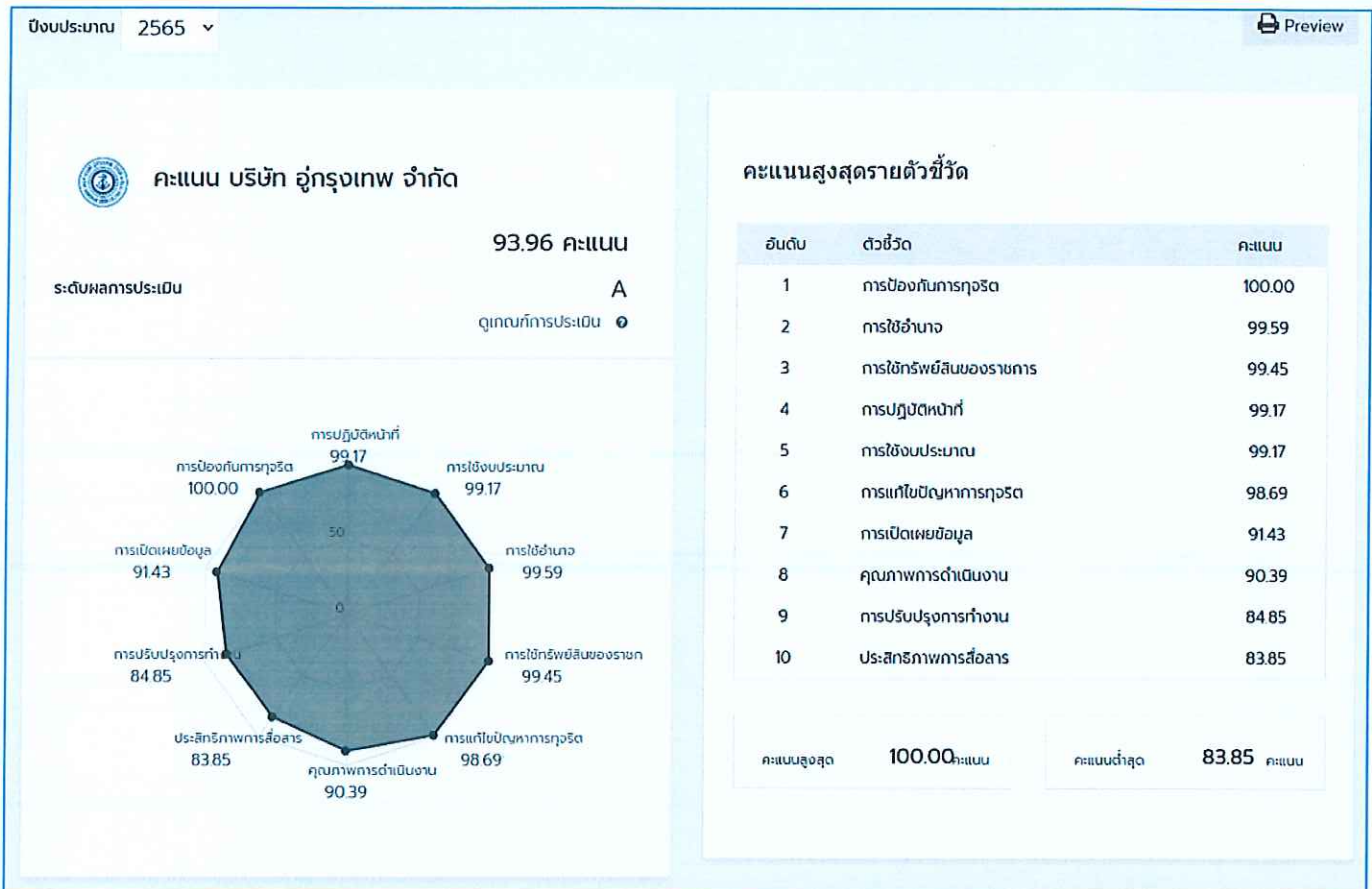 ปีงบประมาณ 2565
Preview
คะแนน บริษัท อู่กรุงเทพ จำกัด
93.96 คะแนน
ระดับผลการประเมิน A
ดูเกณฑ์การประเมิน
การปฏิบัติหน้าที่
99.17
การใช้งบประมาณ
99.17
การใช้อำนาจ
99.59
การใช้ทรัพย์สินของราชก
99.45
การแก้ไขปัญหาการทุจริต
98.69
คุณภาพการดำเนินงาน
90.39
ประสิทธิภาพการสื่อสาร
83.85
การปรับปรุงการทำงาน
84.85
การเปิดเผยข้อมูล
91.43
การป้องกันการทุจริต
100.00
50
0
คะแนนสูงสุดรายตัวชี้วัด
อันดับ ตัวชี้วัด คะแนน
1 การป้องกันการทุจริต 100.00
2 การใช้อำนาจ 99.59
3 การใช้ทรัพย์สินของราชการ 99.45
4 การปฏิบัติหน้าที่ 99.17
5 การใช้งบประมาณ 99.17
6 การแก้ไขปัญหาการทุจริต 98.69
7 การเปิดเผยข้อมูล 91.43
8 คุณภาพการดำเนินงาน 90.39
9 การปรับปรุงการทำงาน 84.85
10 ประสิทธิภาพการสื่อสาร 83.85
คะแนนสูงสุด 100.00 คะแนน
คะแนนต่ำสุด 83.85 คะแนน